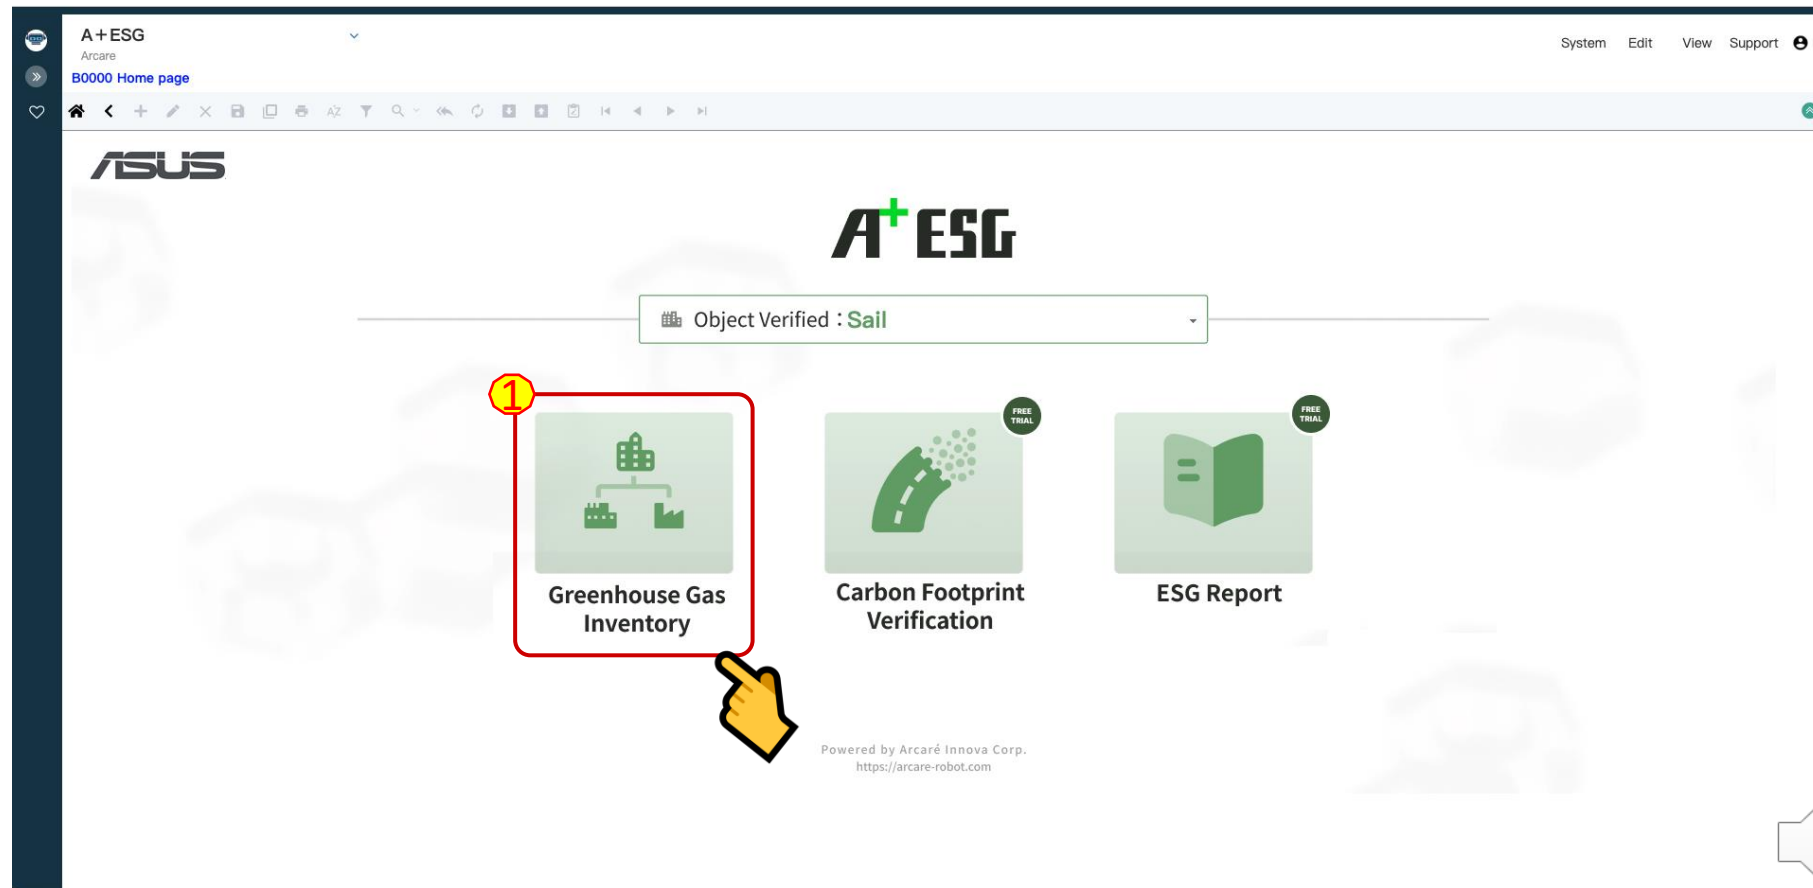 A+ESG
Arcare
B0000 Home page
System Edit View Support
AZ
ASUS
A+ESG
Object Verified：Sail
1
FREE TRIAL
FREE TRIAL
Greenhouse Gas
Inventory
Carbon Footprint
Verification
ESG Report
Powered by Arcaré Innova Corp.
https://arcare-robot.com